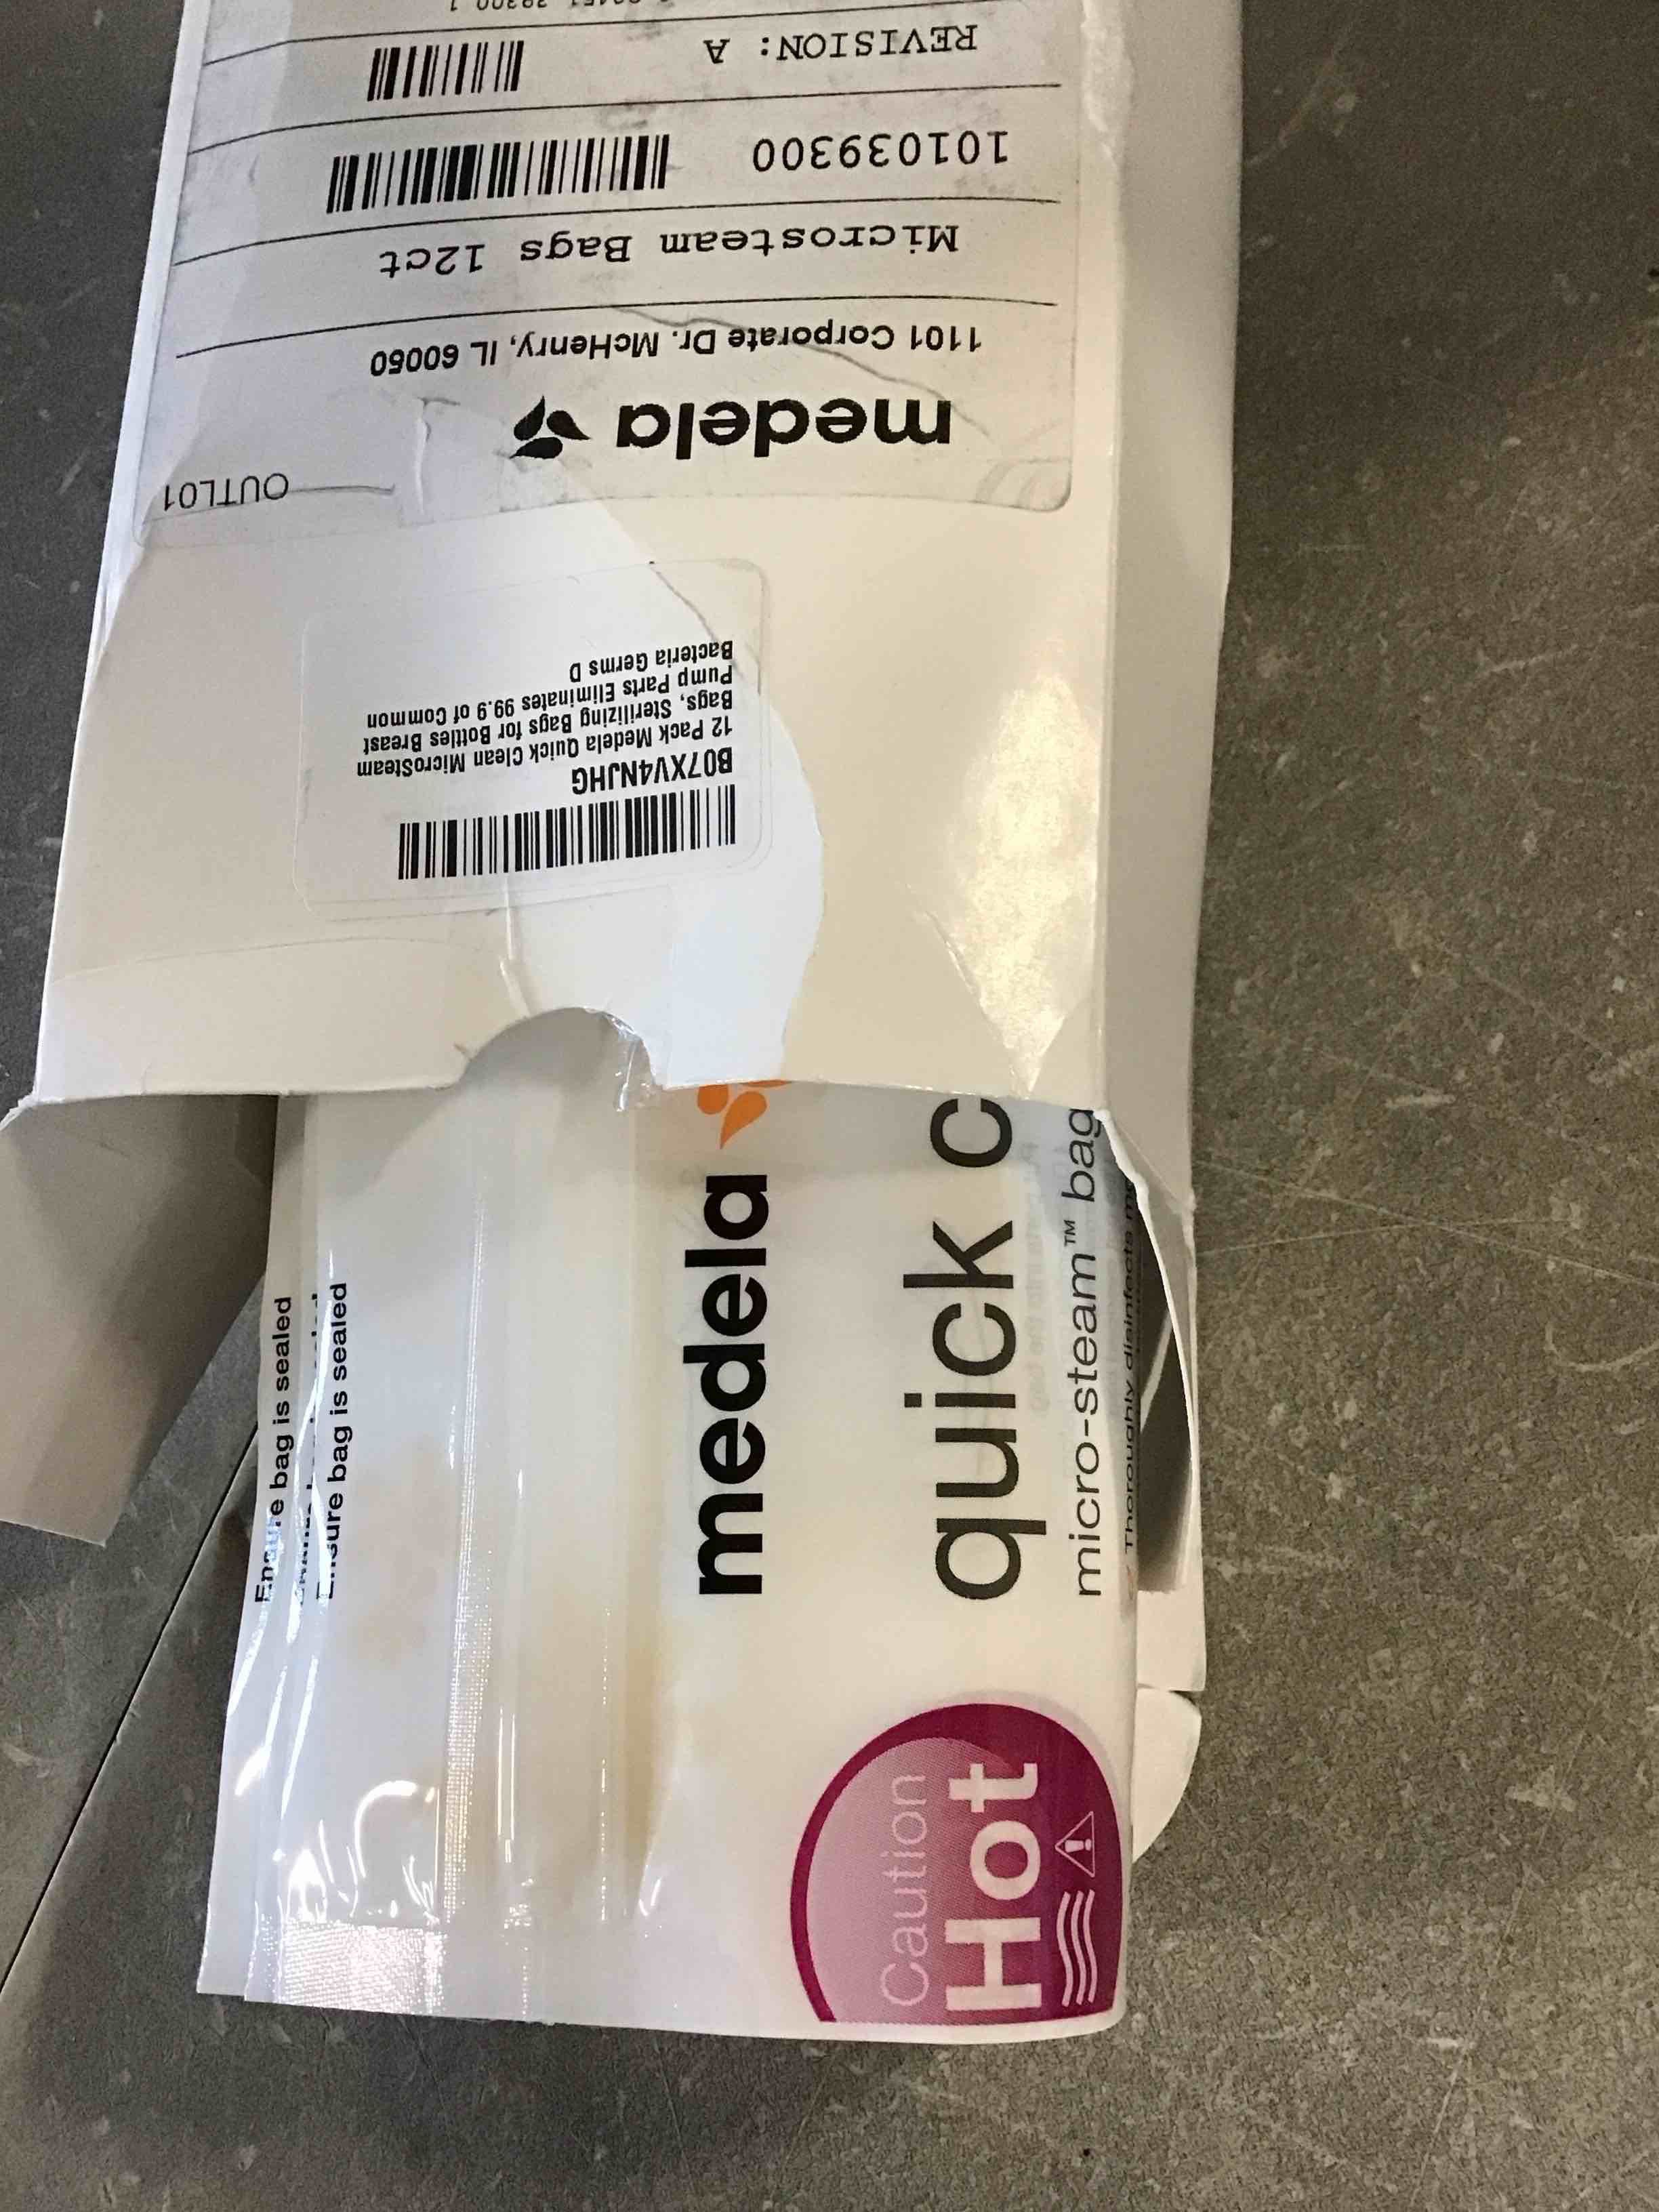 OUTL01
medela
1101 Corporate Dr. McHenry, IL 60050
Microsteam Bags 12ct
101039300
REVISION: A
B07XV4NJHG
12 Pack Medela Quick Clean MicroSteam
Bags, Sterilizing Bags for Bottles Breast
Pump Parts Eliminates 99.9 of Common
Bacteria Germs D
Ensure bag is sealed
Ensure bag is sealed
medela
quick c
micro-steam™ bag
Thoroughly disinfects
Caution
Hot